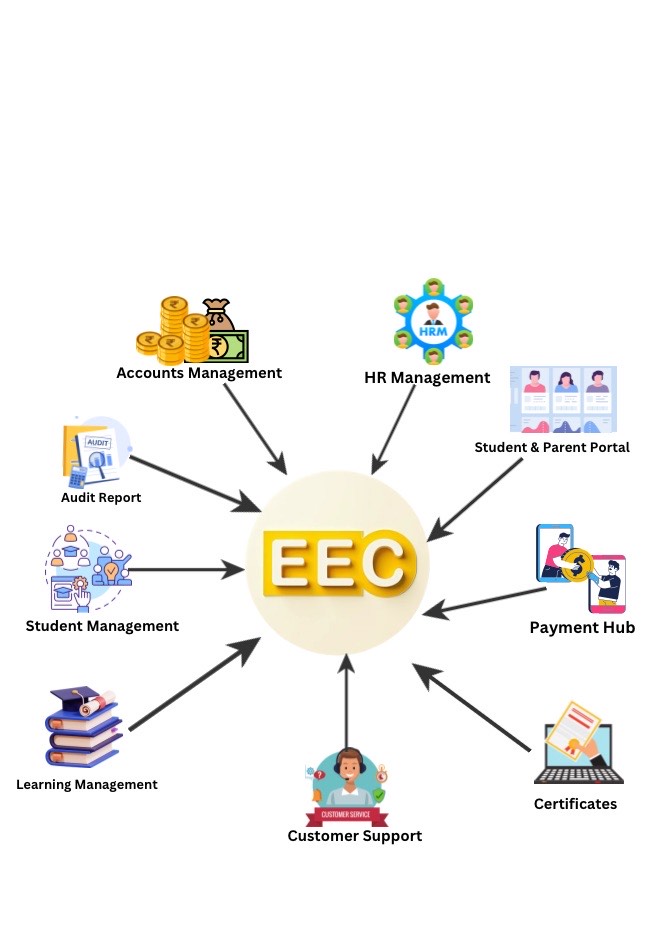 HRM
Accounts Management
HR Management
AUDIT
Student & Parent Portal
Audit Report
EEC
Student Management
Payment Hub
Learning Management
CUSTOMER SERVICE
Certificates
Customer Support